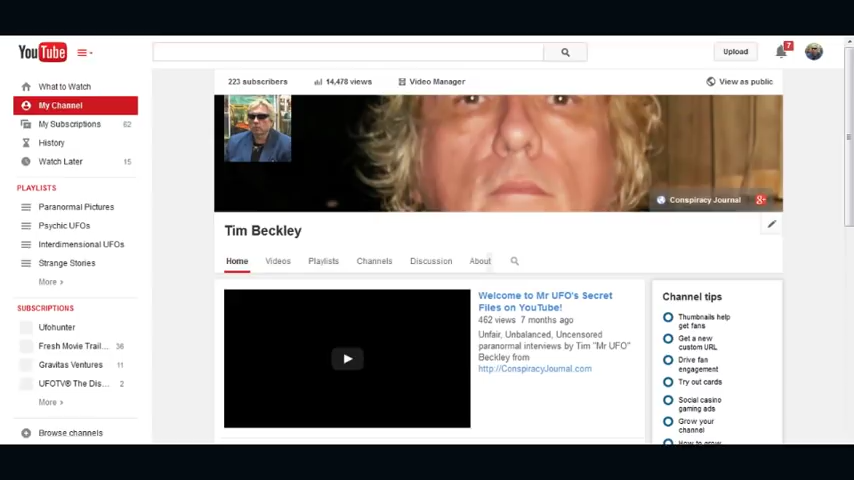 YouTube
Upload
7
What to Watch
My Channel
My Subscriptions 62
History
Watch Later 15
PLAYLISTS
Paranormal Pictures
Psychic UFOs
Interdimensional UFOs
Strange Stories
More >
SUBSCRIPTIONS
Ufohunter
Fresh Movie Trail... 36
Gravitas Ventures 11
UFOTV® The Dis... 2
More >
Browse channels
223 subscribers
14,478 views
Video Manager
View as public
Conspiracy Journal
g+
Tim Beckley
Home Videos Playlists Channels Discussion About
Welcome to Mr UFO's Secret
Files on YouTube!
462 views 7 months ago
Unfair, Unbalanced, Uncensored
paranormal interviews by Tim "Mr UFO"
Beckley from
http://ConspiracyJournal.com
Channel tips
Thumbnails help
get fans
Get a new
custom URL
Drive fan
engagement
Try out cards
Social casino
gaming ads
Grow your
channel